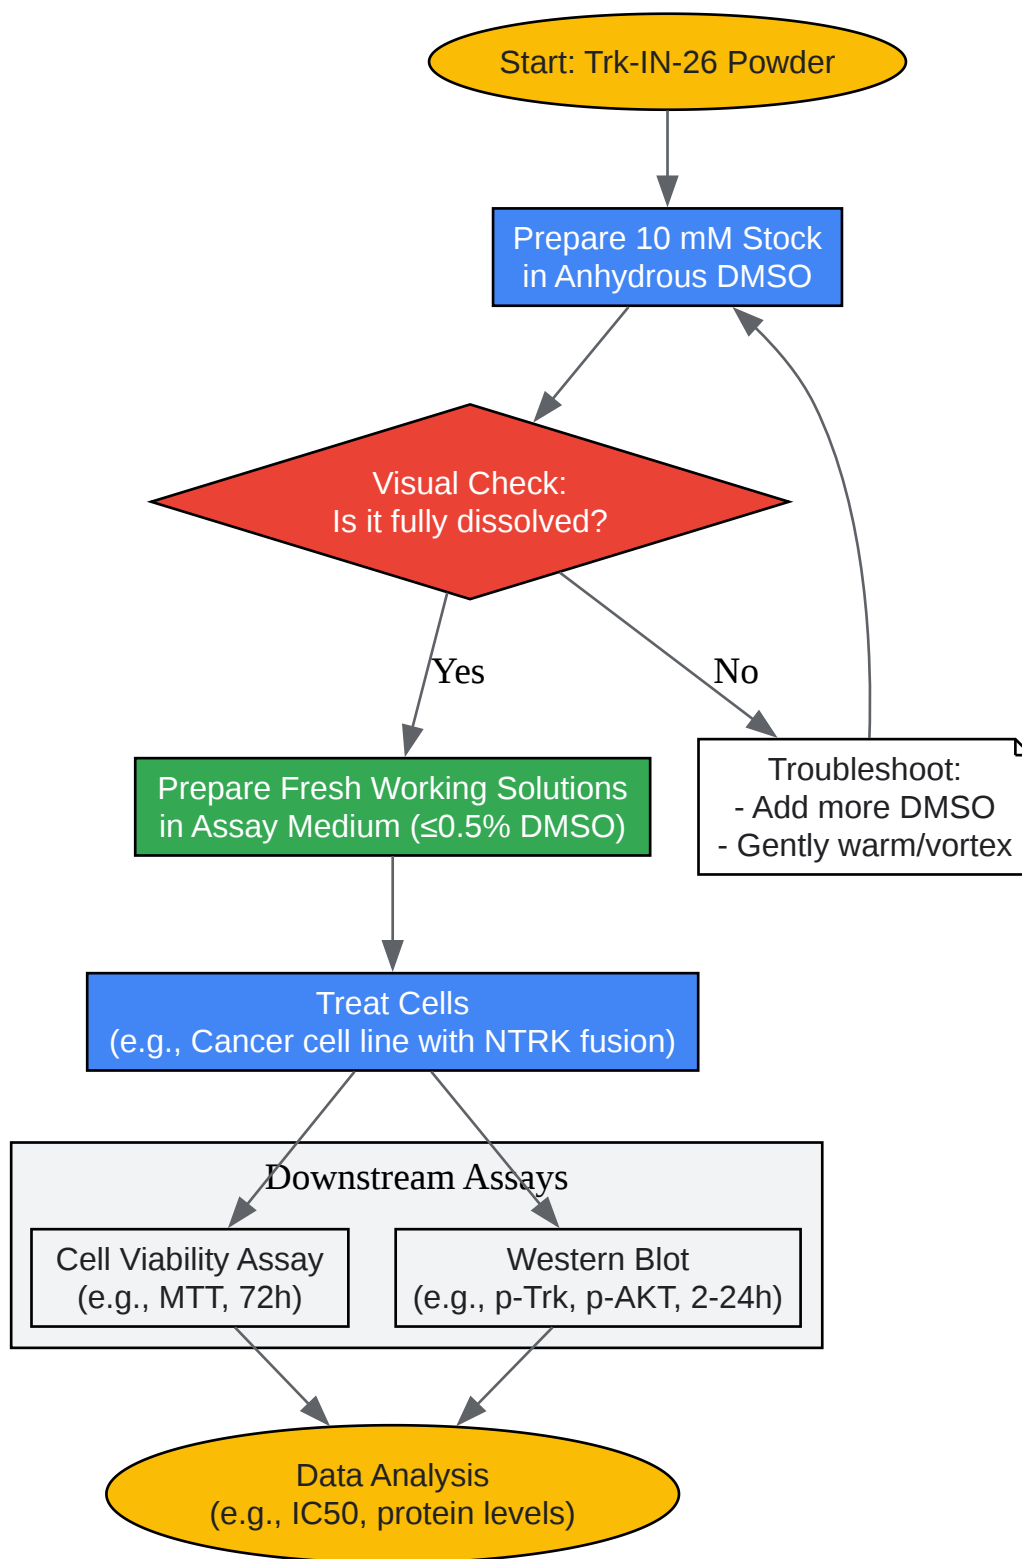 Start: Trk-IN-26 Powder
Prepare 10 mM Stock
in Anhydrous DMSO
Visual Check:
Is it fully dissolved?
Yes
No
Troubleshoot:
- Add more DMSO
- Gently warm/vortex
Prepare Fresh Working Solutions
in Assay Medium (≤0.5% DMSO)
Treat Cells
(e.g., Cancer cell line with NTRK fusion)
Downstream Assays
Cell Viability Assay
(e.g., MTT, 72h)
Western Blot
(e.g., p-Trk, p-AKT, 2-24h)
Data Analysis
(e.g., IC50, protein levels)